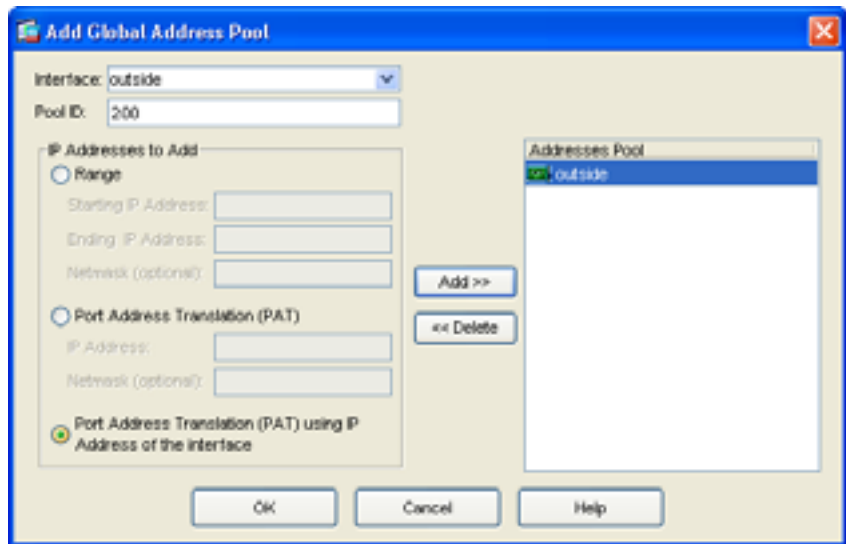 Add Global Address Pool
Interface: outside
Pool ID: 200
IP Addresses to Add
Range
Starting IP Address:
Ending IP Address:
Netmask (optional):
Port Address Translation (PAT)
IP Address:
Netmask (optional):
Port Address Translation (PAT) using IP
Address of the interface
Add >>
<< Delete
Addresses Pool
outside
OK
Cancel
Help